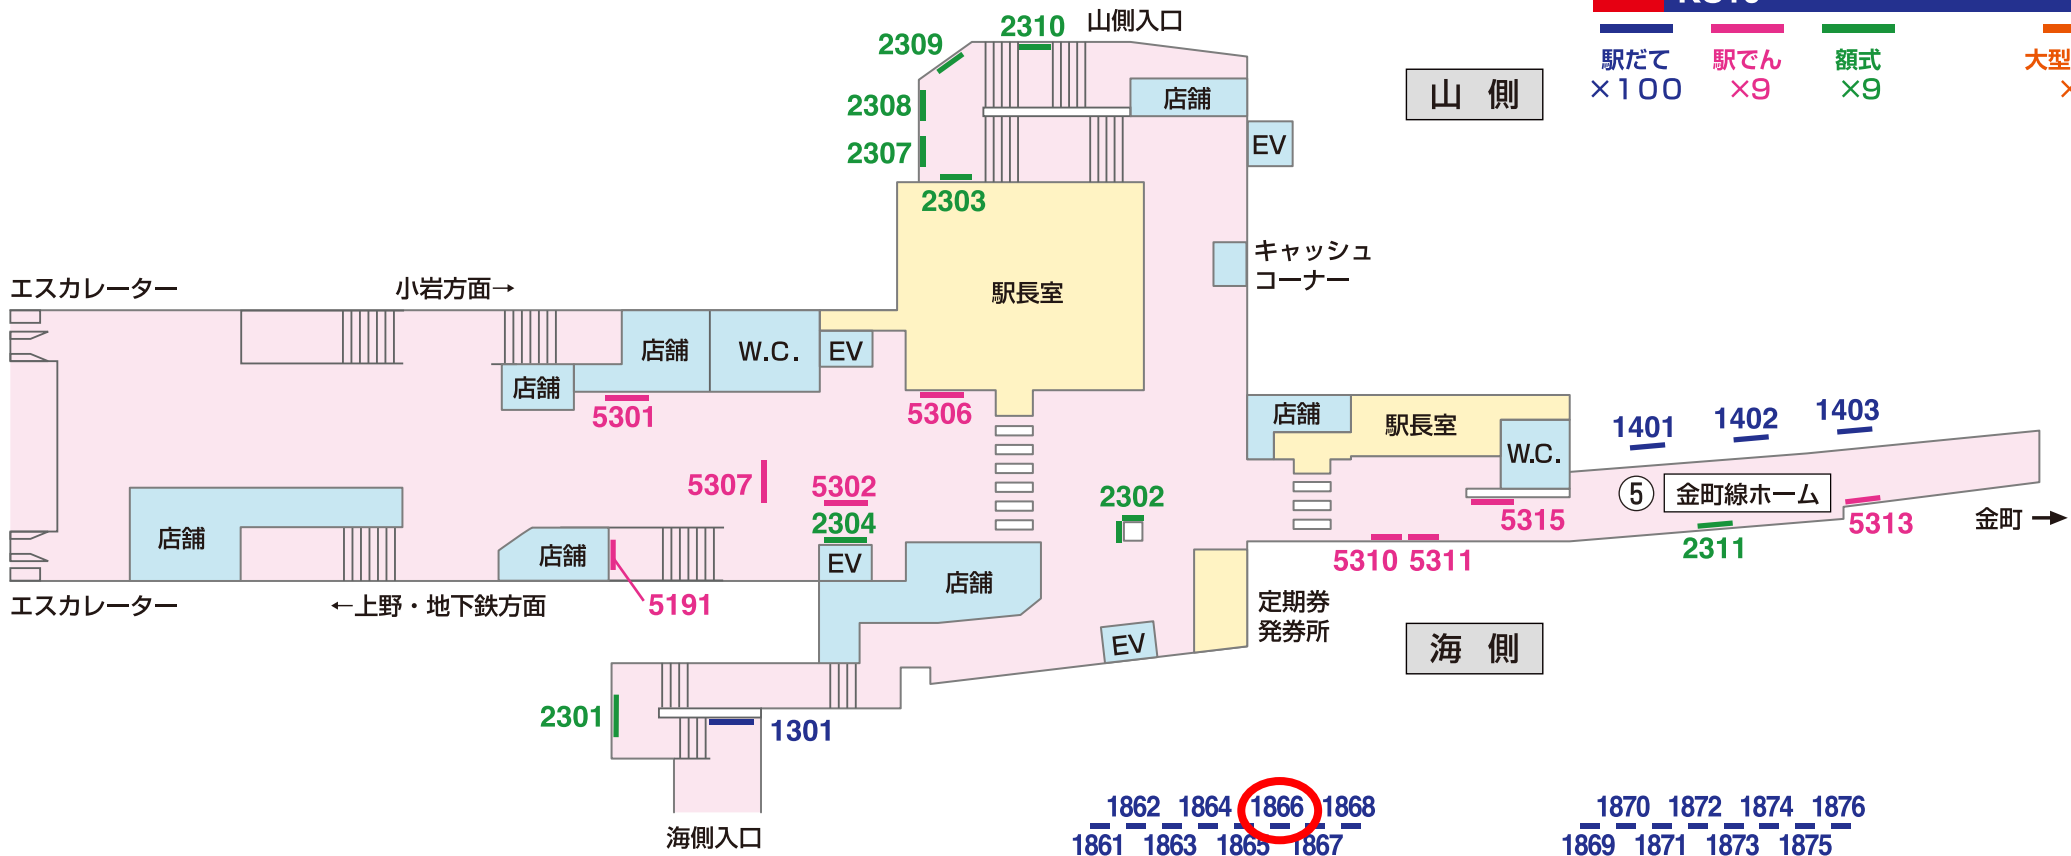 山側入口
2310
2309
駅だて
×100
駅でん
×9
額式
×9
大型
山 側
2308
店舗
EV
2307
2303
キャッシュ
コーナー
エスカレーター
小岩方面→
駅長室
店舗
W.C.
EV
店舗
5301
5306
店舗
駅長室
W.C.
1401
1402
1403
5307
5302
2304
2302
⑤
金町線ホーム
5315
5313
金町→
店舗
店舗
EV
店舗
5310
5311
2311
エスカレーター
←上野・地下鉄方面
5191
定期券
発券所
EV
海 側
2301
1301
海側入口
1862 1864 1866 1868
1861 1863 1865 1867
1870 1872 1874 1876
1869 1871 1873 1875